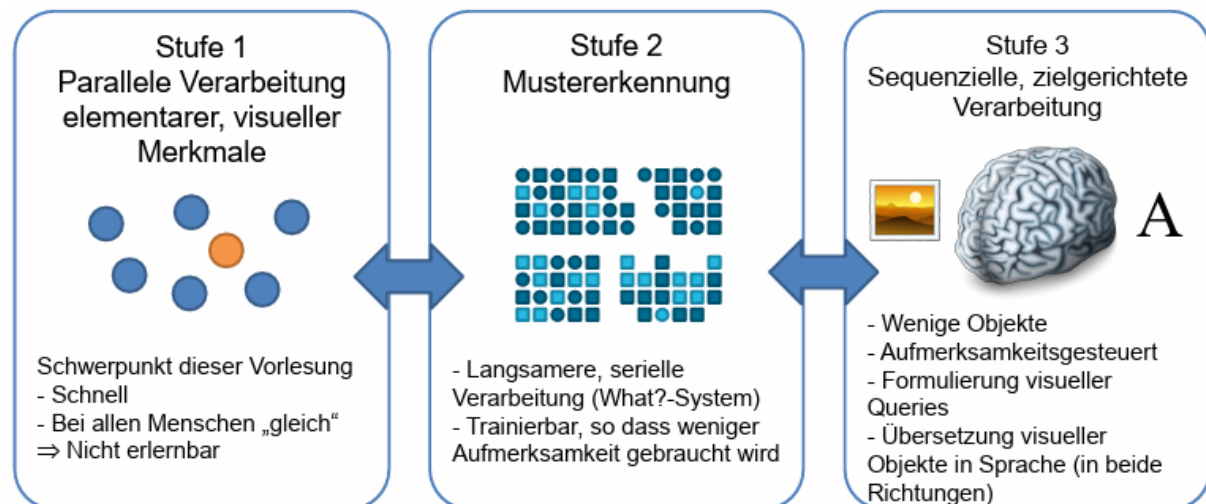 Stufe 1
Parallele Verarbeitung
elementarer, visueller
Merkmale
Schwerpunkt dieser Vorlesung
- Schnell
- Bei allen Menschen „gleich“
⇒ Nicht erlernbar
Stufe 2
Mustererkennung
- Langsamere, serielle
Verarbeitung (What?-System)
- Trainierbar, so dass weniger
Aufmerksamkeit gebraucht wird
Stufe 3
Sequenzielle, zielgerichtete
Verarbeitung
A
- Wenige Objekte
- Aufmerksamkeitsgesteuert
- Formulierung visueller
Queries
- Übersetzung visueller
Objekte in Sprache (in beide
Richtungen)